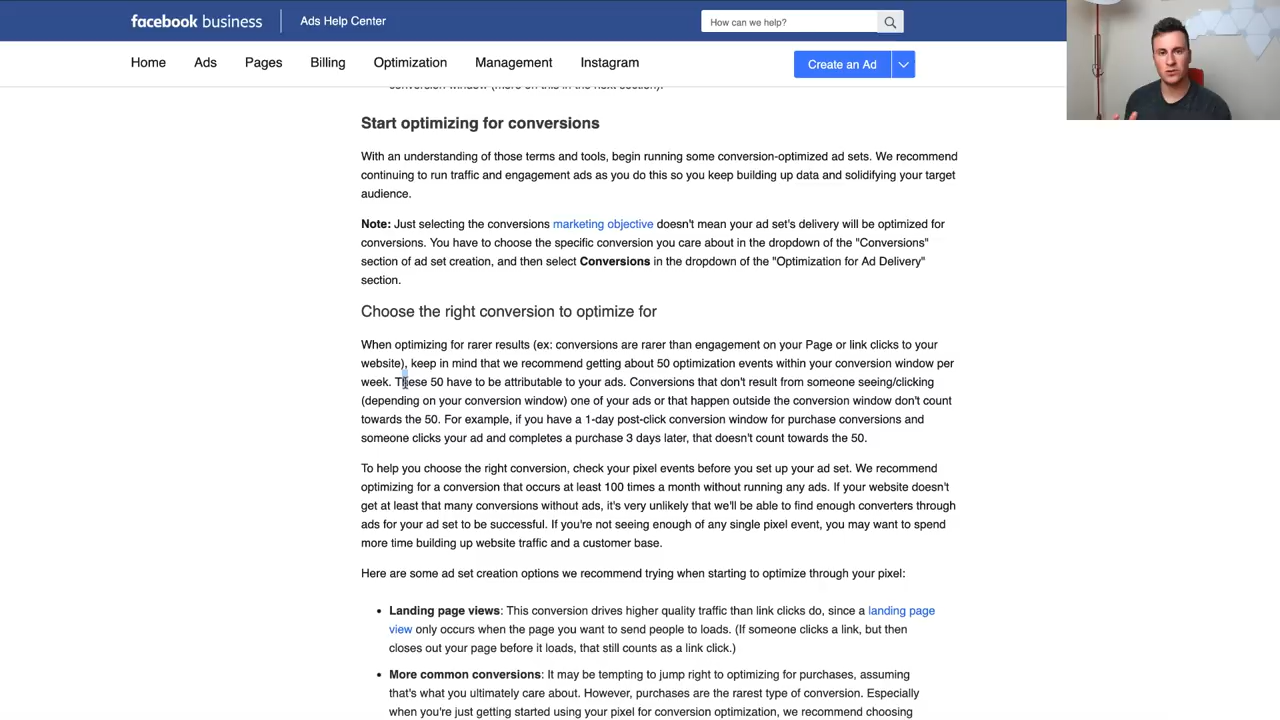 facebook business
Ads Help Center
How can we help?
Home
Ads
Pages
Billing
Optimization
Management
Instagram
Create an Ad
conversion window (more on this in the next section).
Start optimizing for conversions
With an understanding of those terms and tools, begin running some conversion-optimized ad sets. We recommend
continuing to run traffic and engagement ads as you do this so you keep building up data and solidifying your target
audience.
Note: Just selecting the conversions marketing objective doesn't mean your ad set's delivery will be optimized for
conversions. You have to choose the specific conversion you care about in the dropdown of the "Conversions"
section of ad set creation, and then select Conversions in the dropdown of the "Optimization for Ad Delivery"
section.
Choose the right conversion to optimize for
When optimizing for rarer results (ex: conversions are rarer than engagement on your Page or link clicks to your
website), keep in mind that we recommend getting about 50 optimization events within your conversion window per
week. These 50 have to be attributable to your ads. Conversions that don't result from someone seeing/clicking
(depending on your conversion window) one of your ads or that happen outside the conversion window don't count
towards the 50. For example, if you have a 1-day post-click conversion window for purchase conversions and
someone clicks your ad and completes a purchase 3 days later, that doesn't count towards the 50.
To help you choose the right conversion, check your pixel events before you set up your ad set. We recommend
optimizing for a conversion that occurs at least 100 times a month without running any ads. If your website doesn't
get at least that many conversions without ads, it's very unlikely that we'll be able to find enough converters through
ads for your ad set to be successful. If you're not seeing enough of any single pixel event, you may want to spend
more time building up website traffic and a customer base.
Here are some ad set creation options we recommend trying when starting to optimize through your pixel:
• Landing page views: This conversion drives higher quality traffic than link clicks do, since a landing page
view only occurs when the page you want to send people to loads. (If someone clicks a link, but then
closes out your page before it loads, that still counts as a link click.)
• More common conversions: It may be tempting to jump right to optimizing for purchases, assuming
that's what you ultimately care about. However, purchases are the rarest type of conversion. Especially
when you're just getting started using your pixel for conversion optimization, we recommend choosing